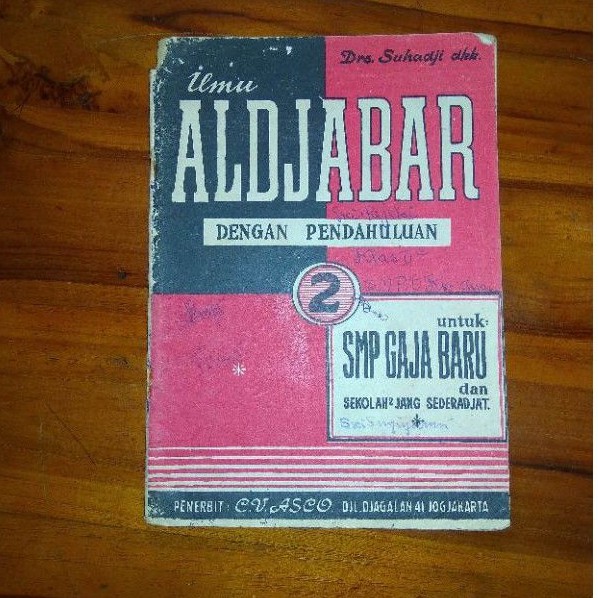 Drs. Suhadji dkk.
ilmu
ALDJABAR
DENGAN PENDAHULUAN
2
untuk:
SMP GAJA BARU
dan
SEKOLAH² JANG SEDERADJAT.
PENERBIT: C.V. ASCO DJL. DJAGALAN 41 JOGJAKARTA